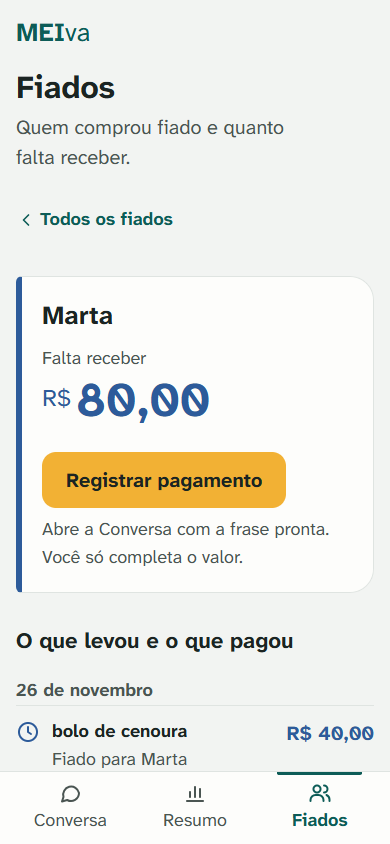 MEIva
Fiados
Quem comprou fiado e quanto
falta receber.
Todos os fiados
Marta
Falta receber
R$ 80,00
Registrar pagamento
Abre a Conversa com a frase pronta.
Você só completa o valor.
O que levou e o que pagou
26 de novembro
bolo de cenoura R$ 40,00
Fiado para Marta
Conversa Resumo Fiados